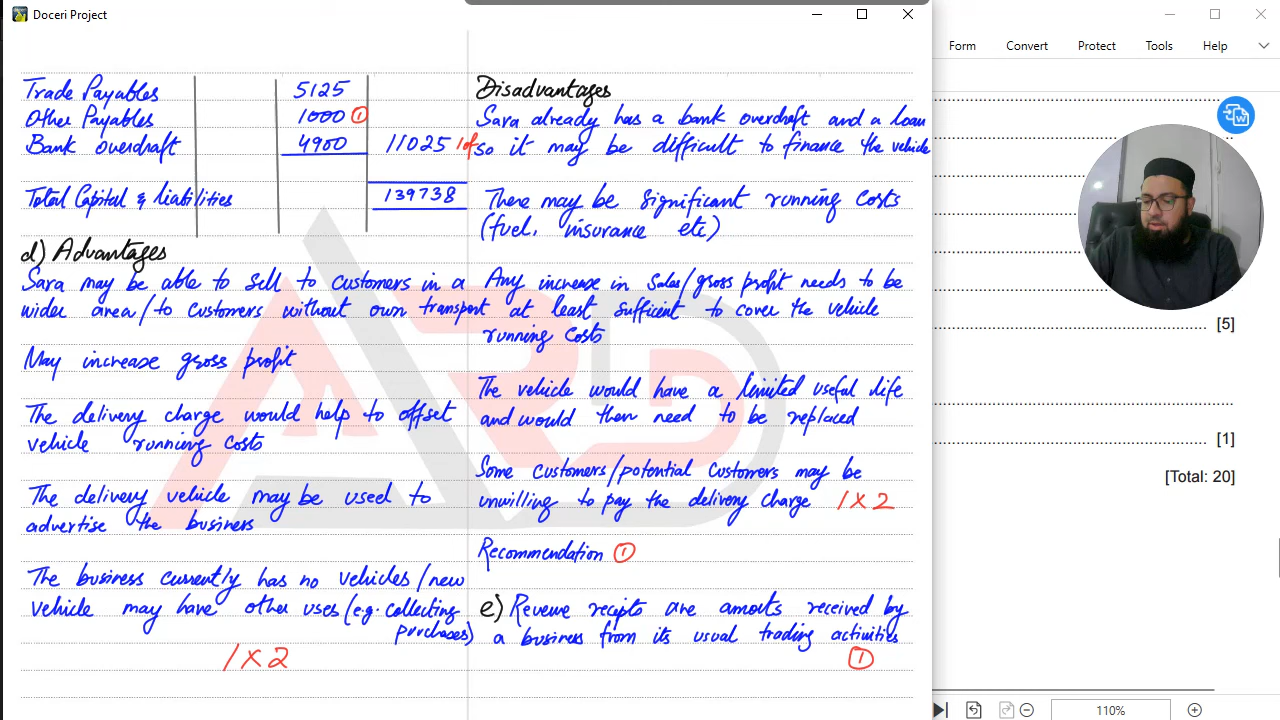 Doceri Project
Form Convert Protect Tools Help
Trade Payables 5125
Other Payables 1000 1
Bank overdraft 4900 11025 1of
Total Capital & liabilities 139738
d) Advantages
Sara may be able to sell to customers in a
wider area/to customers without own transport
May increase gross profit
The delivery charge would help to offset
vehicle running costs
The delivery vehicle may be used to
advertise the business
The business currently has no vehicles/new
vehicle may have other uses (e.g. collecting
purchases)
1 X 2
Disadvantages
Sara already has a bank overdraft and a loan
so it may be difficult to finance the vehicle
There may be significant running costs
(fuel, insurance etc)
Any increase in sales/gross profit needs to be
at least sufficient to cover the vehicle
running costs
The vehicle would have a limited useful life
and would then need to be replaced
Some customers/potential customers may be
unwilling to pay the delivery charge 1 X 2
Recommendation 1
e) Revenue recipts are amouts received by
a business from its usual trading activities
1
[5]
[1]
[Total: 20]
110%
ARD